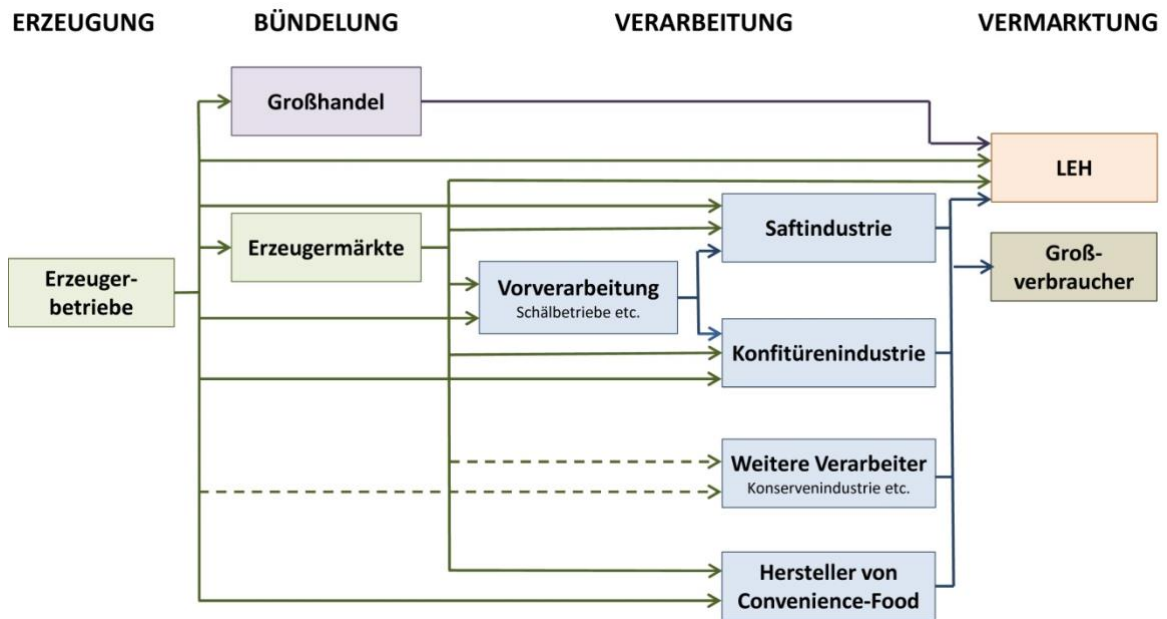 ERZEUGUNG BÜNDELUNG VERARBEITUNG VERMARKTUNG
Großhandel
LEH
Saftindustrie
Erzeugermärkte
Groß-
verbraucher
Erzeuger-
betriebe
Vorverarbeitung
Schälbetriebe etc.
Konfitürenindustrie
Weitere Verarbeiter
Konservenindustrie etc.
Hersteller von
Convenience-Food